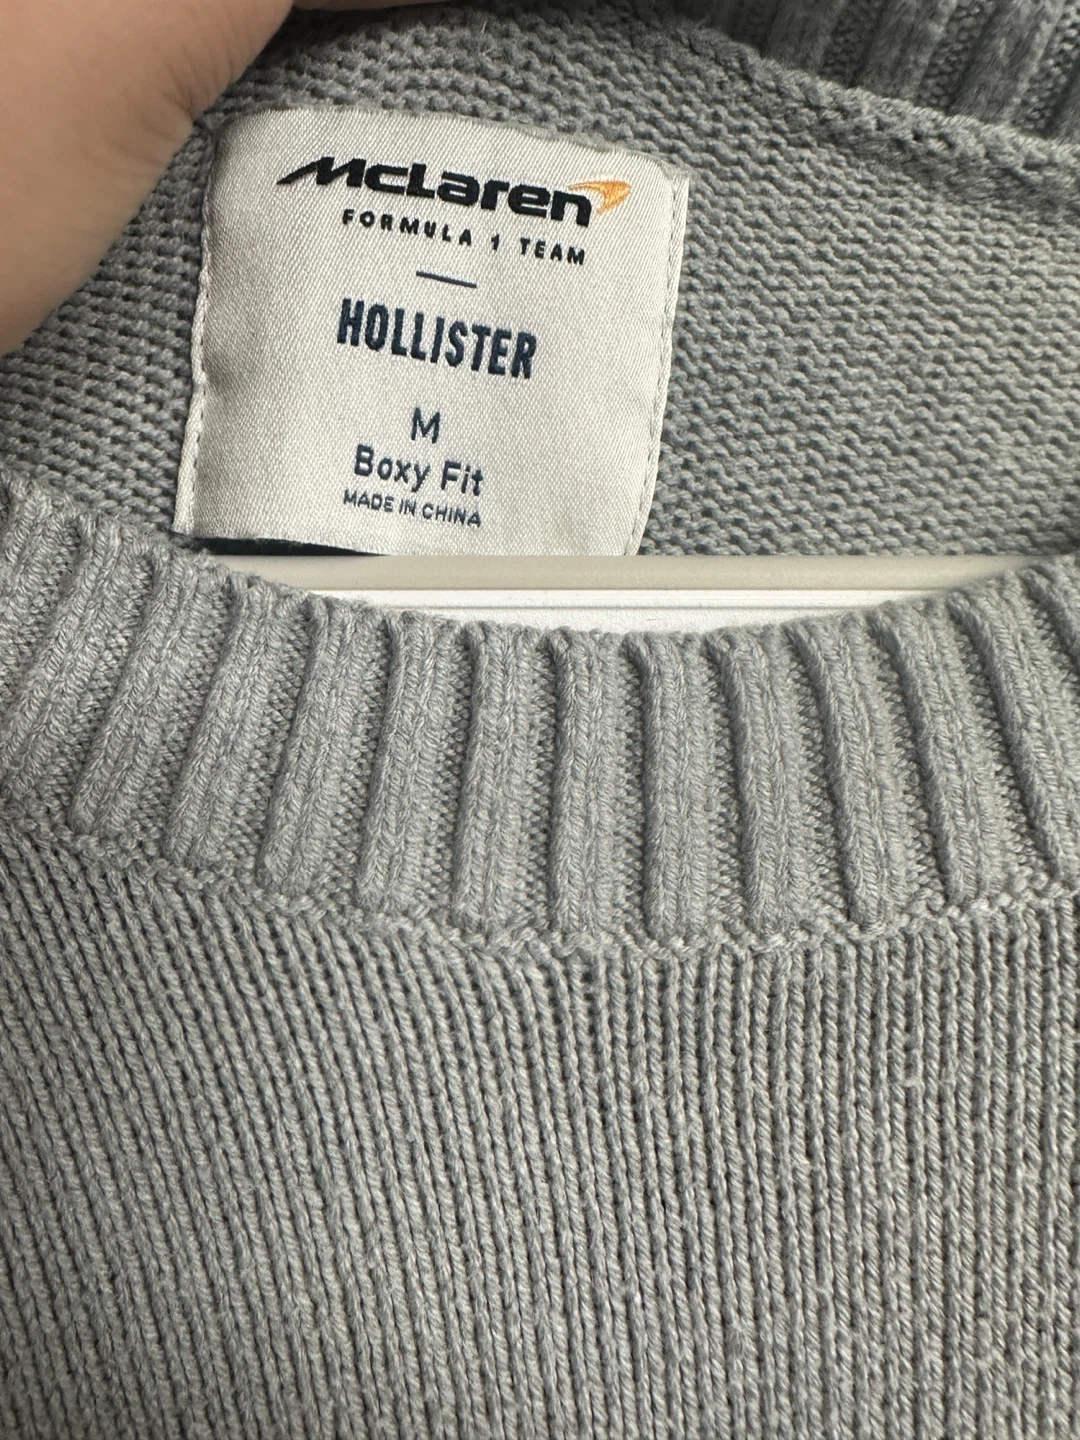 McLaren
FORMULA 1 TEAM
HOLLISTER
M
Boxy Fit
MADE IN CHINA